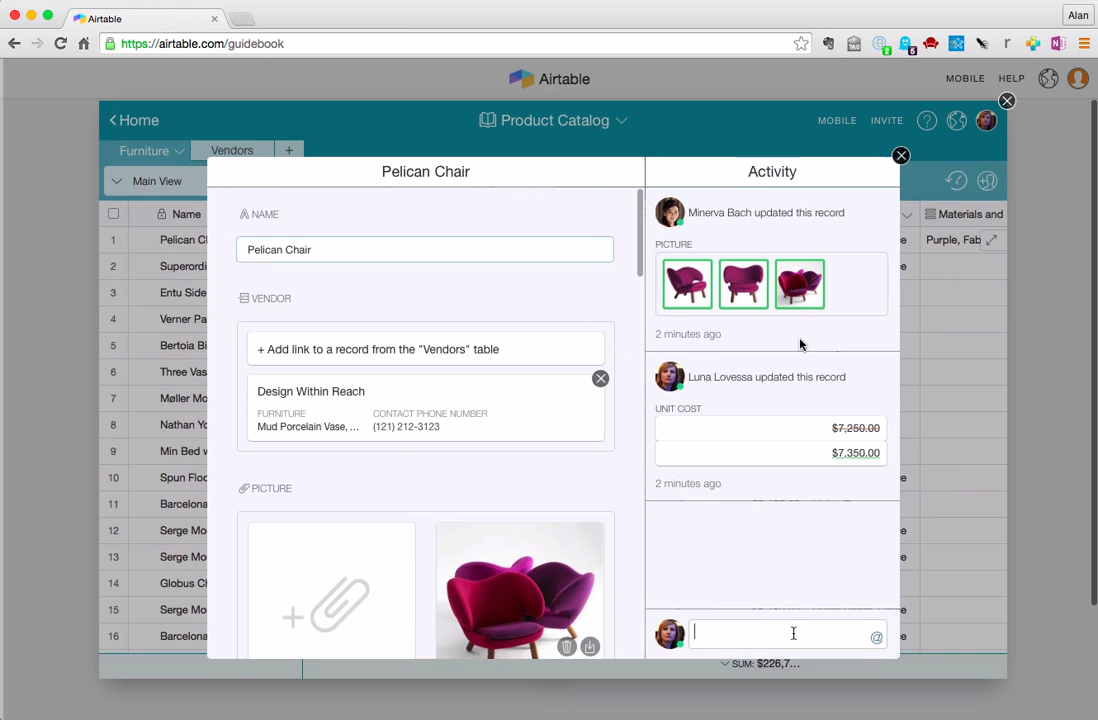 Airtable
Alan
https://airtable.com/guidebook
2
TAG
5
r
Airtable
MOBILE HELP
Home
Product Catalog
MOBILE INVITE ?
Furniture Vendors +
Main View
Pelican Chair
Activity
Name
Materials and
1 Pelican Cl
Purple, Fab
2 Superordi
3 Entu Side
4 Verner Pa
5 Bertoia Bi
6 Three Vas
7 Møller Mo
8 Nathan Yo
9 Min Bed w
10 Spun Floo
11 Barcelona
12 Serge Mo
13 Serge Mo
14 Globus Ch
15 Serge Mo
16 Barcelona
NAME
Pelican Chair
VENDOR
+ Add link to a record from the "Vendors" table
Design Within Reach
FURNITURE CONTACT PHONE NUMBER
Mud Porcelain Vase, ... (121) 212-3123
PICTURE
Minerva Bach updated this record
PICTURE
2 minutes ago
Luna Lovessa updated this record
UNIT COST
$7,250.00
$7,350.00
2 minutes ago
@
SUM: $226,7...